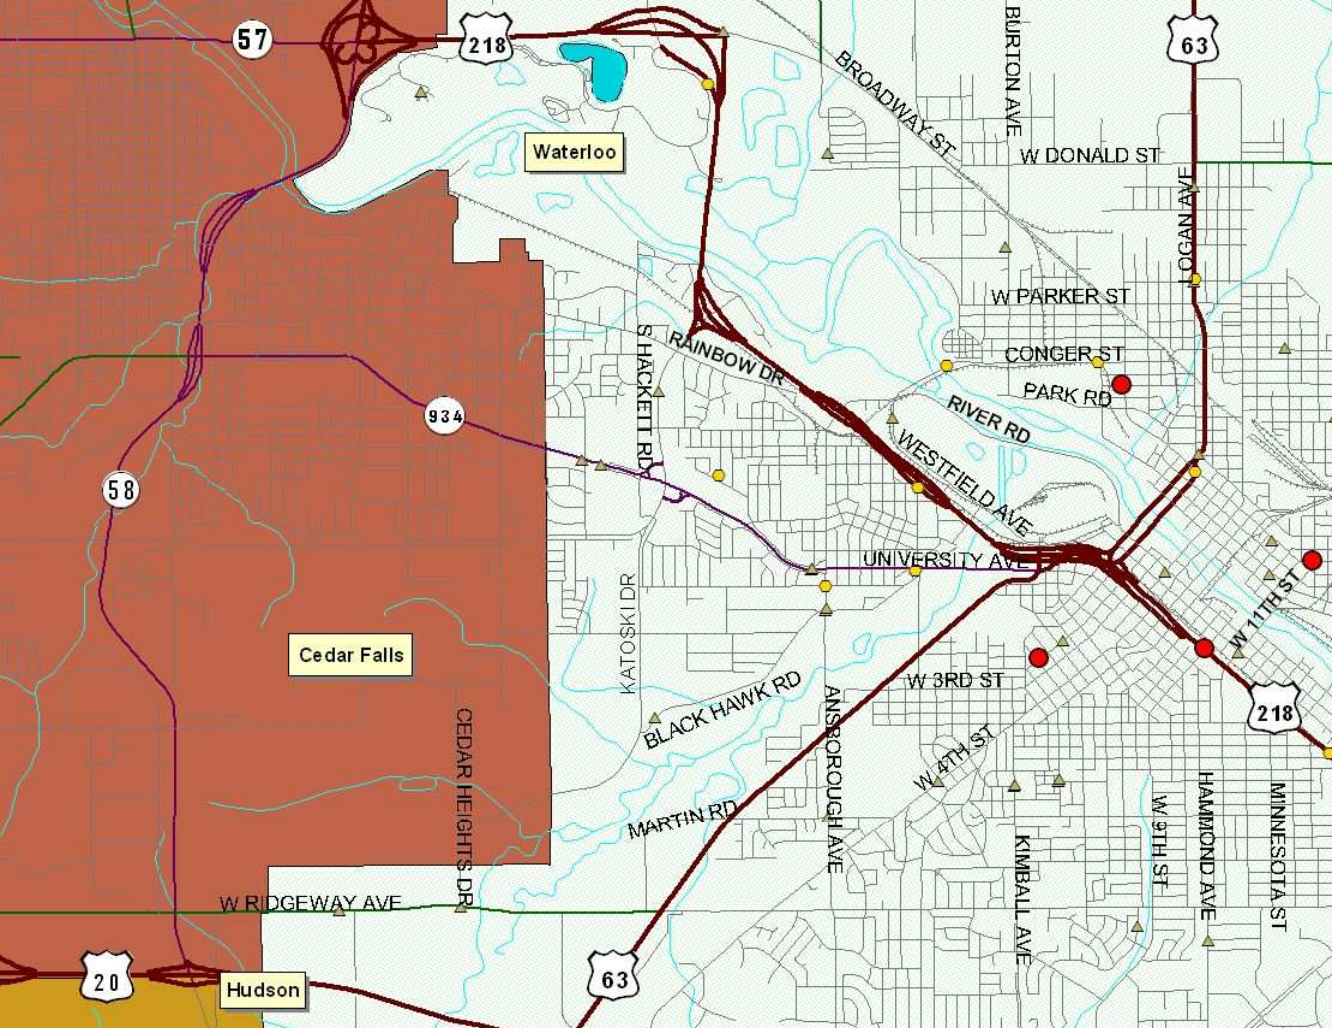 57
218
63
BURTON AVE
BROADWAY ST
Waterloo
W DONALD ST
LOGAN AVE
W PARKER ST
S HACKETT RD
RAINBOW DR
CONGER ST
PARK RD
934
RIVER RD
WESTFIELD AVE
58
UNIVERSITY AVE
KATOSKI DR
W 11TH ST
Cedar Falls
W 3RD ST
BLACK HAWK RD
ANSBOROUGH AVE
218
CEDAR HEIGHTS DR
W 4TH ST
MARTIN RD
W 9TH ST
HAMMOND AVE
MINNESOTA ST
KIMBALL AVE
W RIDGEWAY AVE
20
Hudson
63